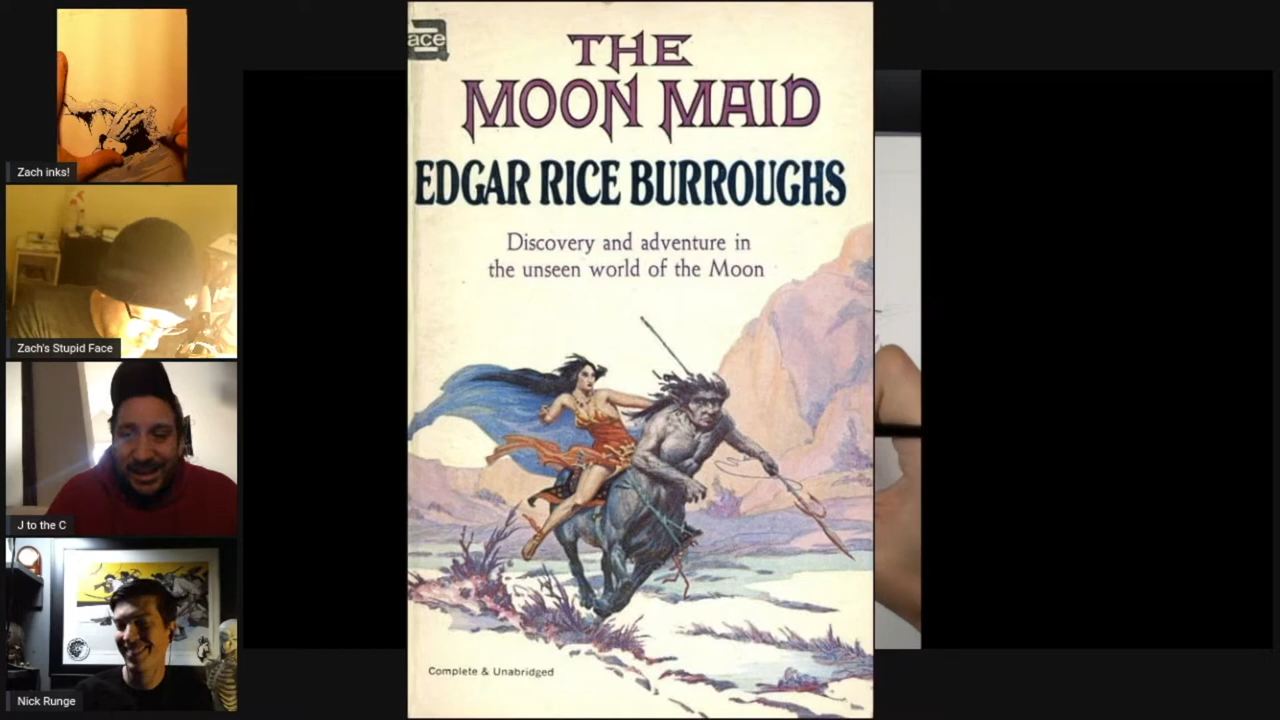 Zach inks!
Zach's Stupid Face
J to the C
Nick Runge
ace
THE
MOON MAID
EDGAR RICE BURROUGHS
Discovery and adventure in
the unseen world of the Moon
Complete & Unabridged